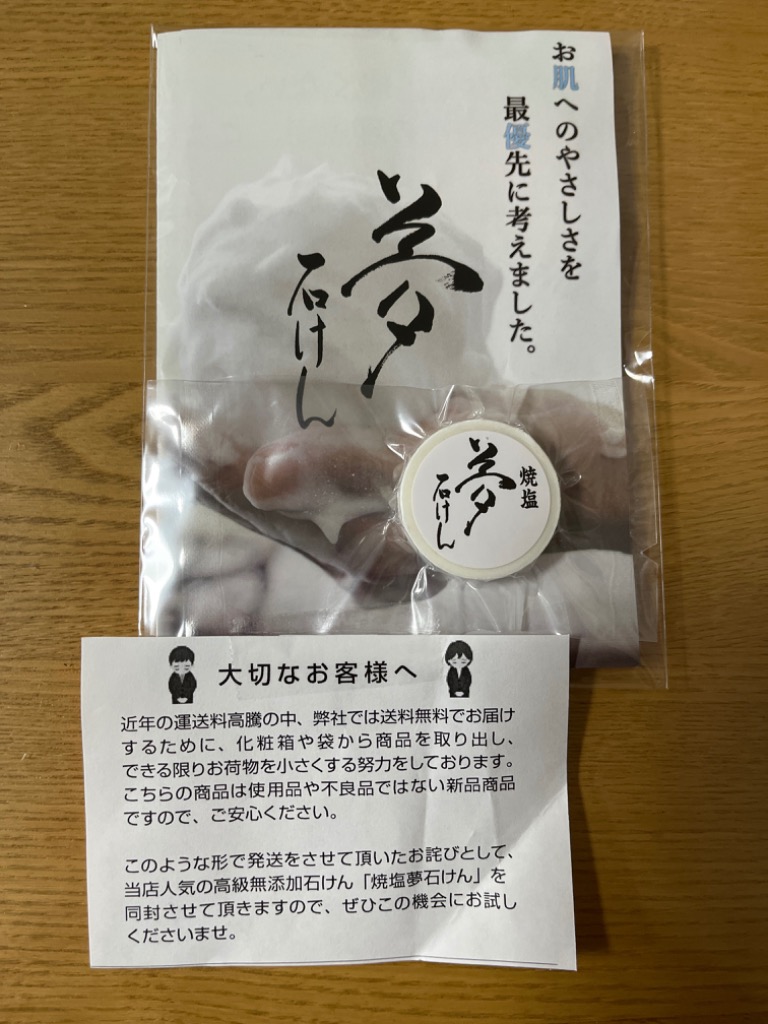 お肌へのやさしさを
最優先に考えました。
夢
石けん
焼塩
夢
石けん
大切なお客様へ
近年の運送料高騰の中、弊社では送料無料でお届け
するために、化粧箱や袋から商品を取り出し、
できる限りお荷物を小さくする努力をしております。
こちらの商品は使用品や不良品ではない新品商品
ですので、ご安心ください。
このような形で発送をさせて頂いたお詫びとして、
当店人気の高級無添加石けん「焼塩夢石けん」を
同封させて頂きますので、ぜひこの機会にお試し
くださいませ。